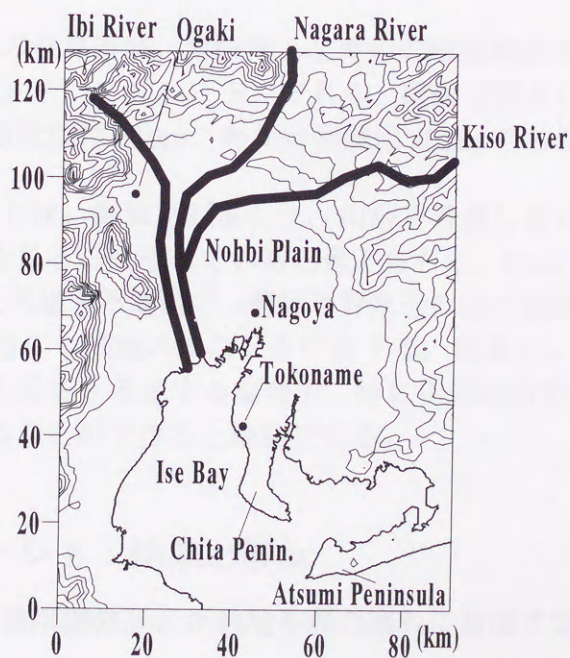 Ibi River
Ogaki
Nagara River
(km)
120
Kiso River
100
Nohbi Plain
80
Nagoya
60
Tokoname
40
Ise Bay
20
Chita Penin.
Atsumi Peninsula
0
0 20 40 60 80 (km)